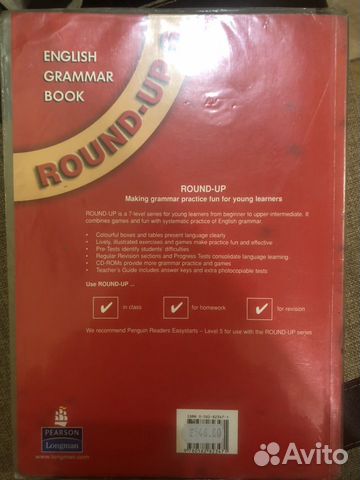 ENGLISH
GRAMMAR
BOOK
ROUND-UP
ROUND-UP
Making grammar practice fun for young learners
ROUND-UP is a 7-level series for young learners from beginner to upper-intermediate. It
combines games and fun with systematic practice of English grammar.
• Colourful boxes and tables present language clearly
• Lively, illustrated exercises and games make practice fun and effective
• Pre-Tests identify students' difficulties
• Regular Revision sections and Progress Tests consolidate language learning.
• CD-ROMs provide more grammar practice and games
• Teacher's Guide includes answer keys and extra photocopiable tests
Use ROUND-UP ...
in class
for homework
for revision
We recommend Penguin Readers Easystarts – Level 5 for use with the ROUND-UP series
PEARSON
Longman
www.longman.com
Avito